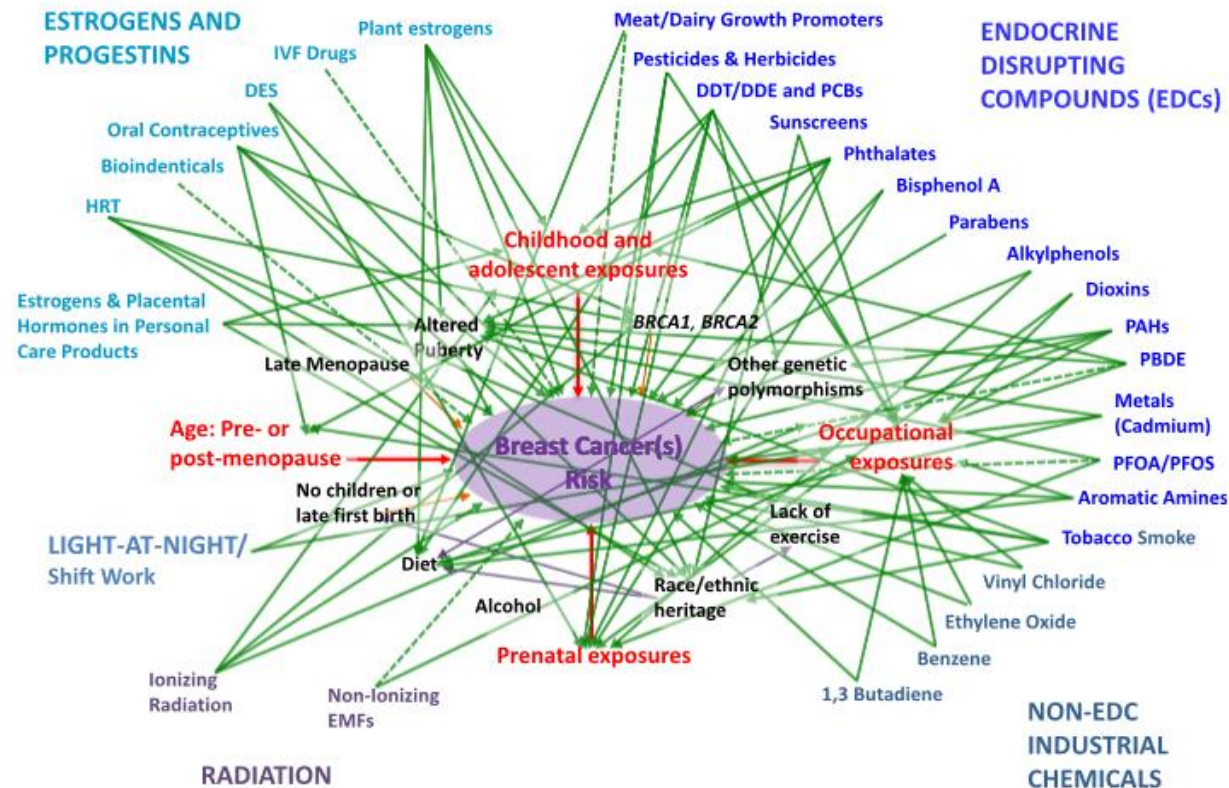 ESTROGENS AND
PROGESTINS
Plant estrogens
IVF Drugs
DES
Oral Contraceptives
Bioindenticals
HRT
Estrogens & Placental
Hormones in Personal
Care Products
Meat/Dairy Growth Promoters
Pesticides & Herbicides
DDT/DDE and PCBs
Sunscreens
Phthalates
Bisphenol A
Parabens
Alkylphenols
Dioxins
PAHs
PBDE
Metals
(Cadmium)
PFOA/PFOS
Aromatic Amines
Tobacco Smoke
ENDOCRINE
DISRUPTING
COMPOUNDS (EDCs)
Childhood and
adolescent exposures
Altered
Puberty
BRCA1, BRCA2
Late Menopause
Other genetic
polymorphisms
Age: Pre- or
post-menopause
Breast Cancer(s)
Risk
Occupational
exposures
No children or
late first birth
Lack of
exercise
LIGHT-AT-NIGHT/
Shift Work
Diet
Alcohol
Race/ethnic
heritage
Prenatal exposures
Vinyl Chloride
Ethylene Oxide
Benzene
1,3 Butadiene
Ionizing
Radiation
Non-Ionizing
EMFs
RADIATION
NON-EDC
INDUSTRIAL
CHEMICALS